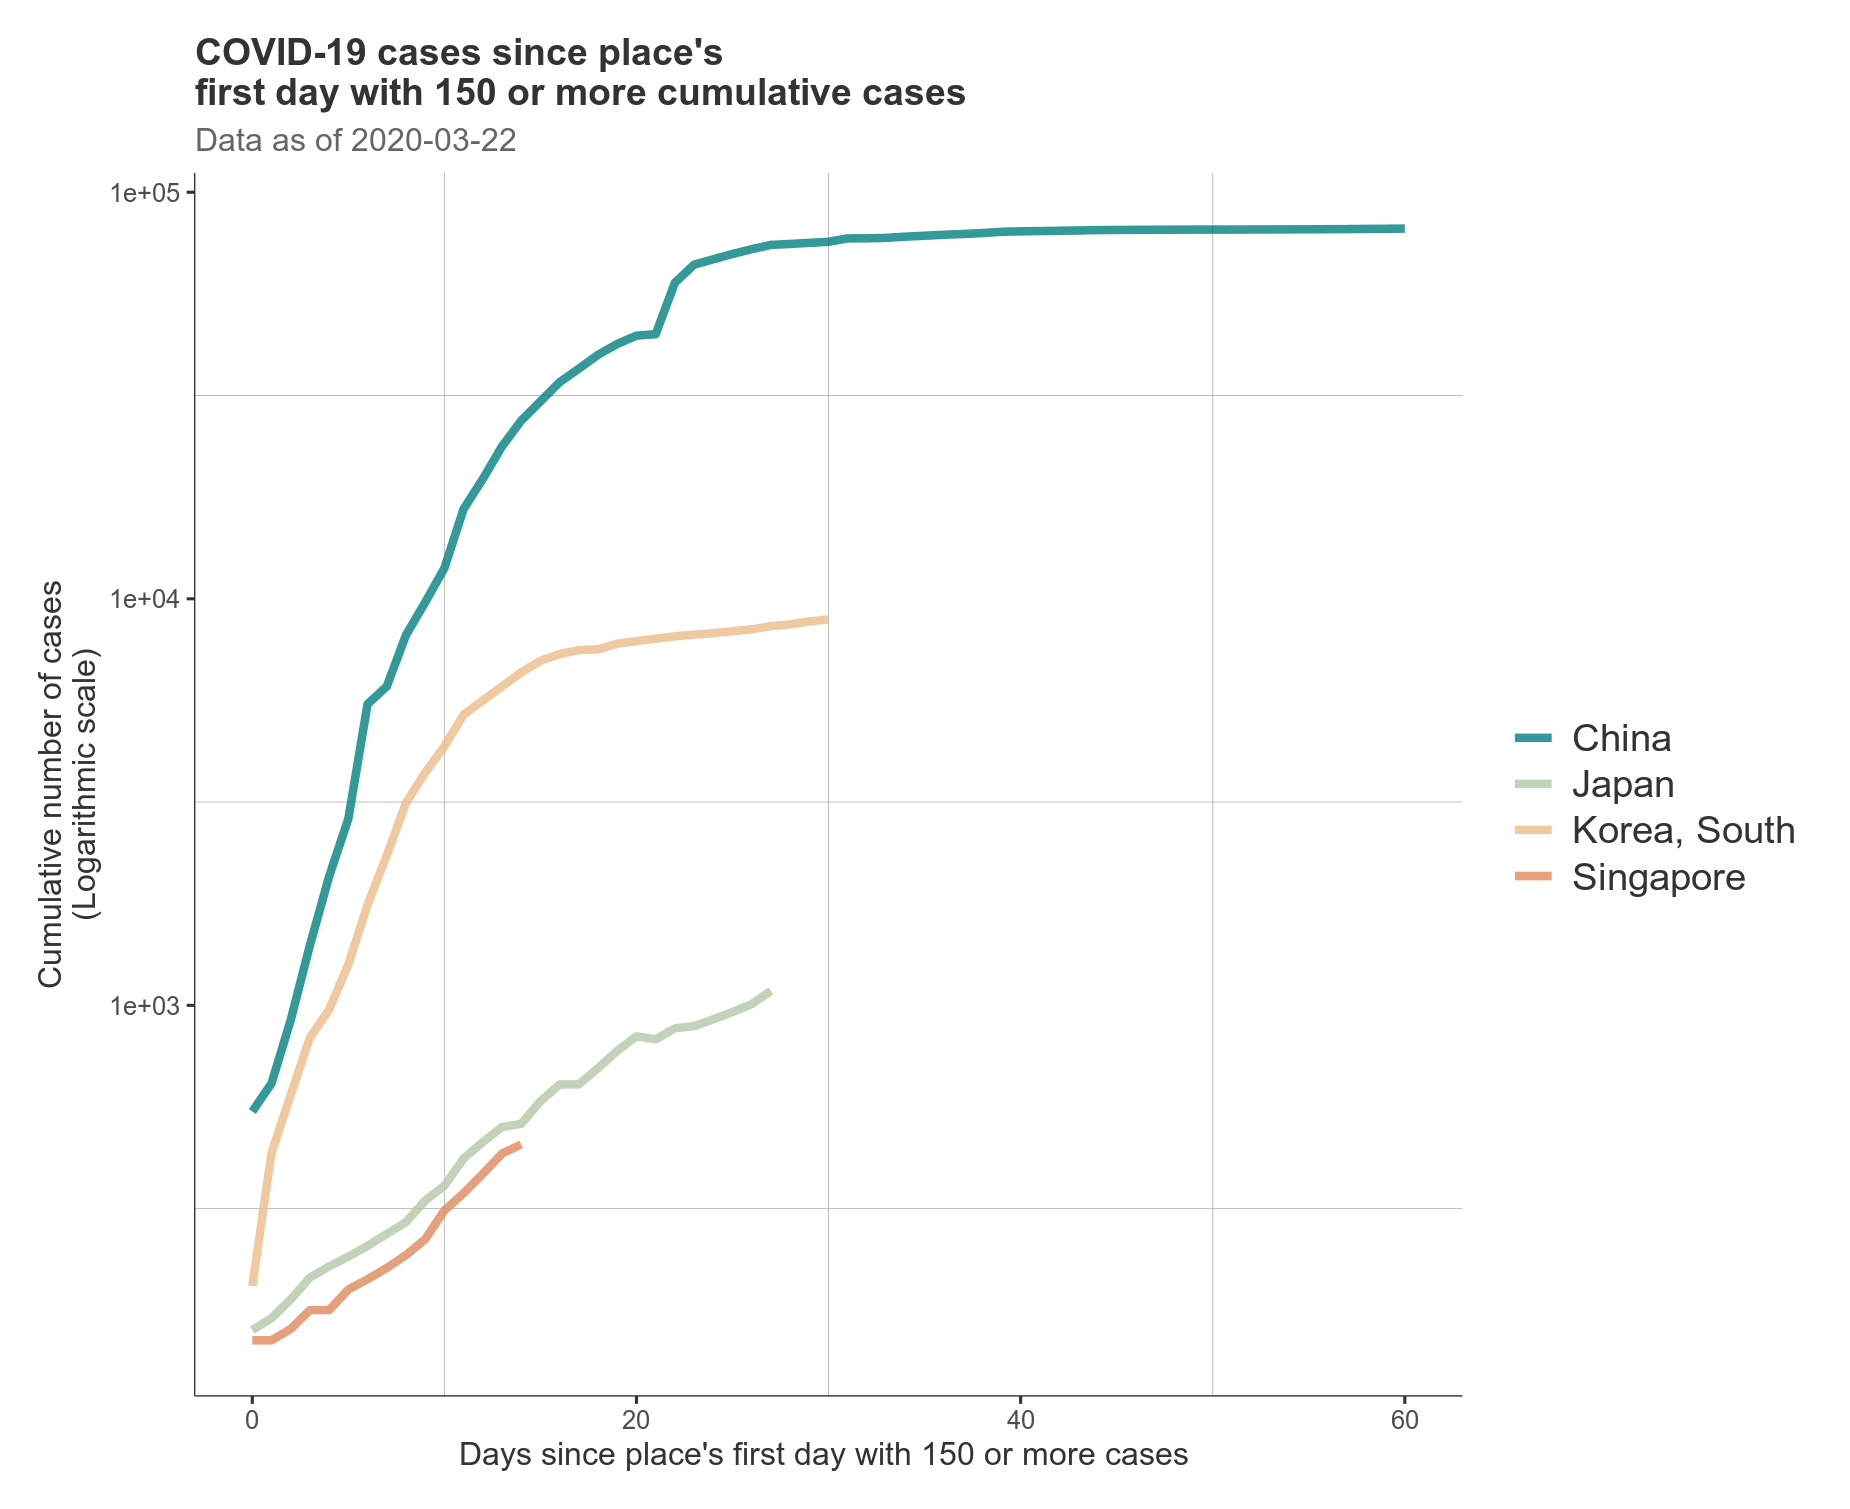 COVID-19 cases since place's
first day with 150 or more cumulative cases
Data as of 2020-03-22
1e+05
1e+04
1e+03
Cumulative number of cases
(Logarithmic scale)
0
20
40
60
Days since place's first day with 150 or more cases
China
Japan
Korea, South
Singapore